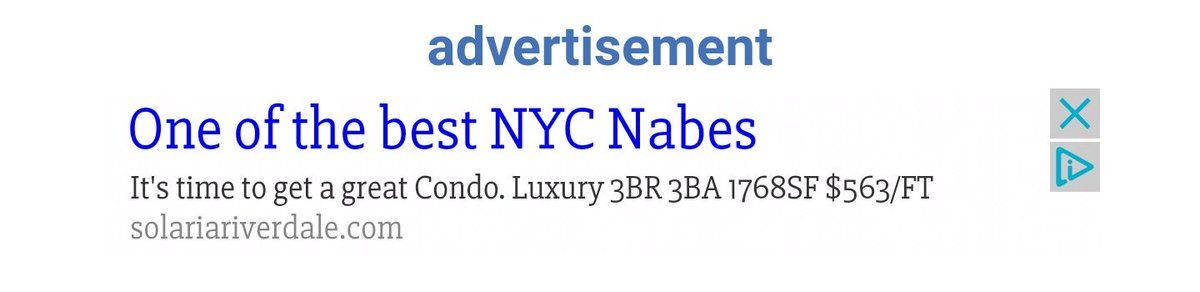 advertisement
One of the best NYC Nabes
It's time to get a great Condo. Luxury 3BR 3BA 1768SF $563/FT
solariariverdale.com